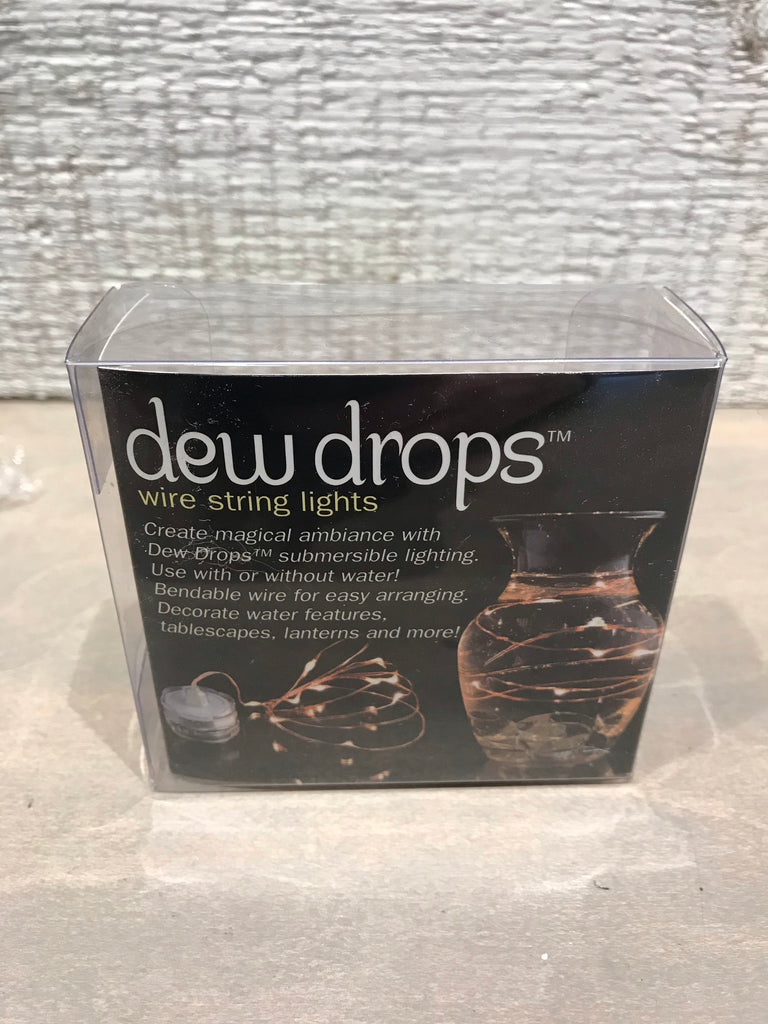 dew drops™
wire string lights
Create magical ambiance with
Dew Drops™ submersible lighting.
Use with or without water!
Bendable wire for easy arranging.
Decorate water features,
tablescapes, lanterns and more!